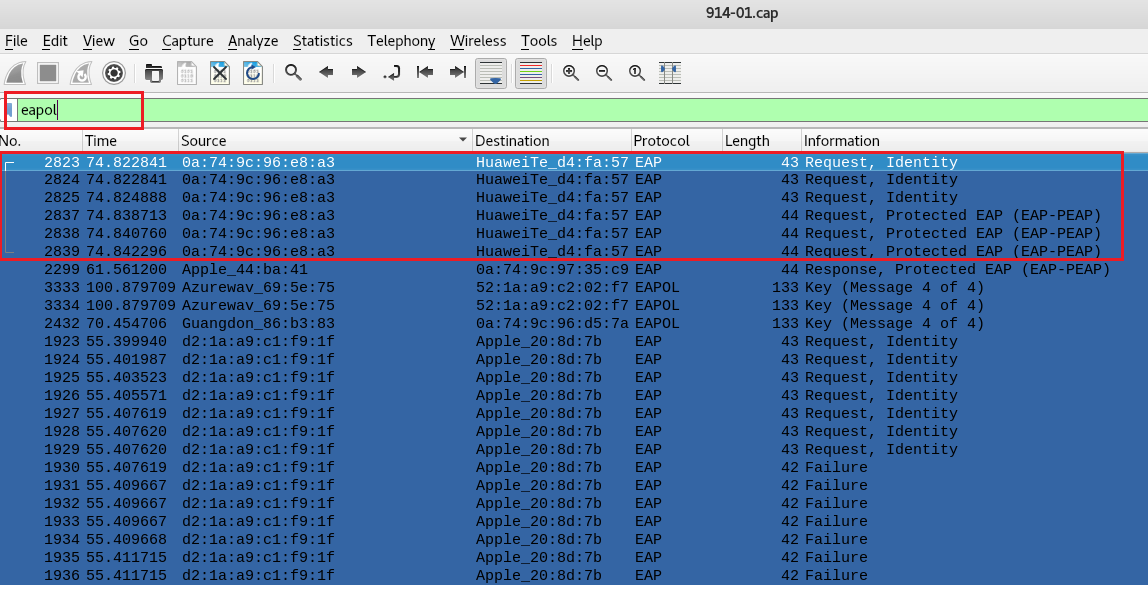 914-01.cap
File Edit View Go Capture Analyze Statistics Telephony Wireless Tools Help
eapol
No. Time Source Destination Protocol Length Information
2823 74.822841 0a:74:9c:96:e8:a3 HuaweiTe_d4:fa:57 EAP 43 Request, Identity
2824 74.822841 0a:74:9c:96:e8:a3 HuaweiTe_d4:fa:57 EAP 43 Request, Identity
2825 74.824888 0a:74:9c:96:e8:a3 HuaweiTe_d4:fa:57 EAP 43 Request, Identity
2837 74.838713 0a:74:9c:96:e8:a3 HuaweiTe_d4:fa:57 EAP 44 Request, Protected EAP (EAP-PEAP)
2838 74.840760 0a:74:9c:96:e8:a3 HuaweiTe_d4:fa:57 EAP 44 Request, Protected EAP (EAP-PEAP)
2839 74.842296 0a:74:9c:96:e8:a3 HuaweiTe_d4:fa:57 EAP 44 Request, Protected EAP (EAP-PEAP)
2299 61.561200 Apple_44:ba:41 0a:74:9c:97:35:c9 EAP 44 Response, Protected EAP (EAP-PEAP)
3333 100.879709 Azurewav_69:5e:75 52:1a:a9:c2:02:f7 EAPOL 133 Key (Message 4 of 4)
3334 100.879709 Azurewav_69:5e:75 52:1a:a9:c2:02:f7 EAPOL 133 Key (Message 4 of 4)
2432 70.454706 Guangdon_86:b3:83 0a:74:9c:96:d5:7a EAPOL 133 Key (Message 4 of 4)
1923 55.399940 d2:1a:a9:c1:f9:1f Apple_20:8d:7b EAP 43 Request, Identity
1924 55.401987 d2:1a:a9:c1:f9:1f Apple_20:8d:7b EAP 43 Request, Identity
1925 55.403523 d2:1a:a9:c1:f9:1f Apple_20:8d:7b EAP 43 Request, Identity
1926 55.405571 d2:1a:a9:c1:f9:1f Apple_20:8d:7b EAP 43 Request, Identity
1927 55.407619 d2:1a:a9:c1:f9:1f Apple_20:8d:7b EAP 43 Request, Identity
1928 55.407620 d2:1a:a9:c1:f9:1f Apple_20:8d:7b EAP 43 Request, Identity
1929 55.407620 d2:1a:a9:c1:f9:1f Apple_20:8d:7b EAP 43 Request, Identity
1930 55.407619 d2:1a:a9:c1:f9:1f Apple_20:8d:7b EAP 42 Failure
1931 55.409667 d2:1a:a9:c1:f9:1f Apple_20:8d:7b EAP 42 Failure
1932 55.409667 d2:1a:a9:c1:f9:1f Apple_20:8d:7b EAP 42 Failure
1933 55.409667 d2:1a:a9:c1:f9:1f Apple_20:8d:7b EAP 42 Failure
1934 55.409668 d2:1a:a9:c1:f9:1f Apple_20:8d:7b EAP 42 Failure
1935 55.411715 d2:1a:a9:c1:f9:1f Apple_20:8d:7b EAP 42 Failure
1936 55.411715 d2:1a:a9:c1:f9:1f Apple_20:8d:7b EAP 42 Failure